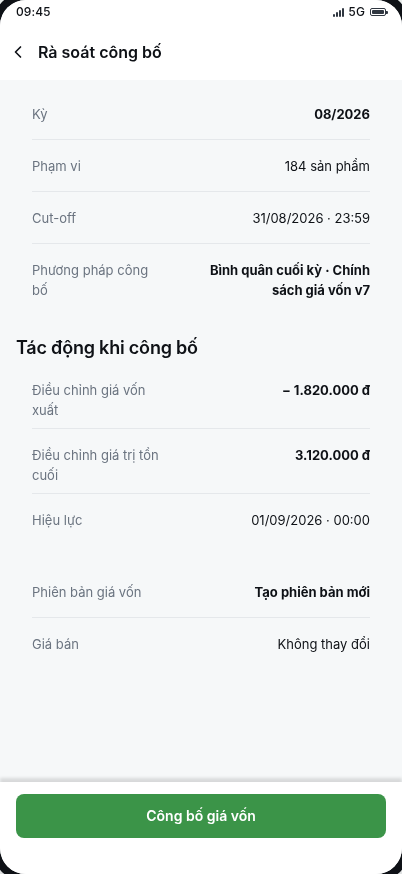 09:45 5G
Rà soát công bố
Kỳ 08/2026
Phạm vi 184 sản phẩm
Cut-off 31/08/2026 · 23:59
Phương pháp công bố Bình quân cuối kỳ · Chính sách giá vốn v7
Tác động khi công bố
Điều chỉnh giá vốn xuất – 1.820.000 đ
Điều chỉnh giá trị tồn cuối 3.120.000 đ
Hiệu lực 01/09/2026 · 00:00
Phiên bản giá vốn Tạo phiên bản mới
Giá bán Không thay đổi
Công bố giá vốn